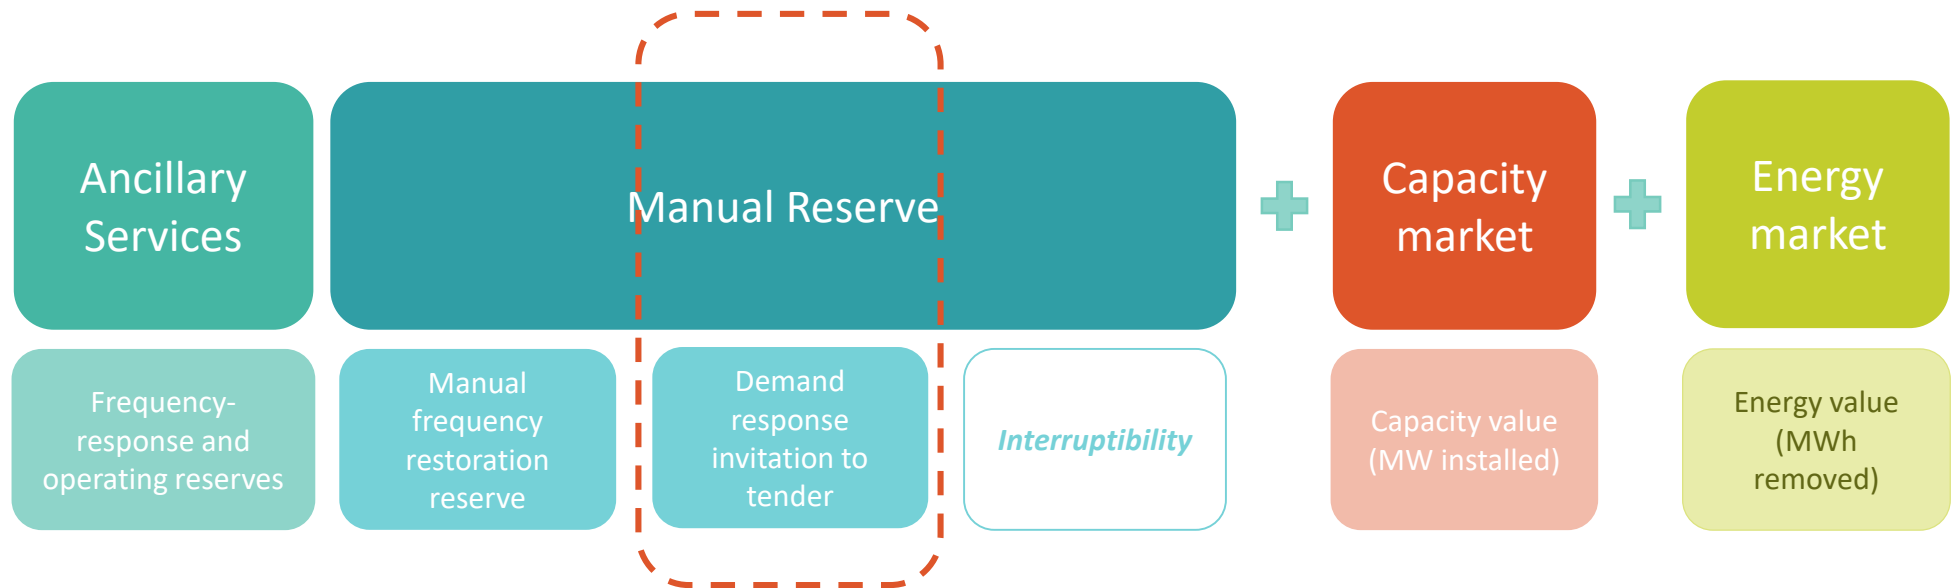 Ancillary
Services
Manual Reserve
Capacity
market
Energy
market
Frequency-
response and
operating reserves
Manual
frequency
restoration
reserve
Demand
response
invitation to
tender
Interruptibility
Capacity value
(MW installed)
Energy value
(MWh
removed)